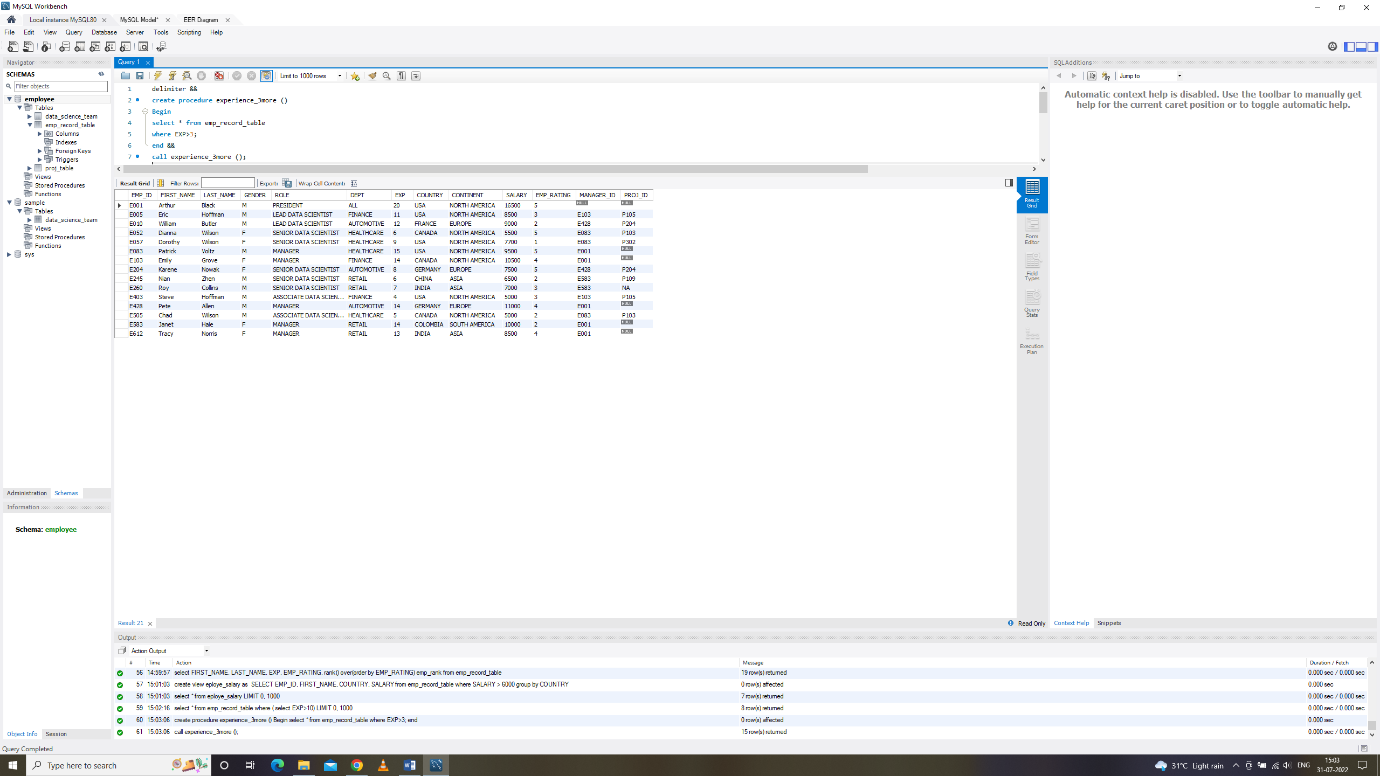 MySQL Workbench
Local instance MySQL80 × MySQL Model* × EER Diagram ×
File Edit View Query Database Server Tools Scripting Help
Navigator
SCHEMAS
Filter objects
employee
Tables
data_science_team
emp_record_table
Columns
Indexes
Foreign Keys
Triggers
proj_table
Views
Stored Procedures
Functions
sample
Tables
data_science_team
Views
Stored Procedures
Functions
sys
Administration Schemas
Information
Schema: employee
Object Info Session
Query Completed
Query 1 ×
Limit to 1000 rows
1 delimiter &&
2 create procedure experience_3more ()
3 Begin
4 select * from emp_record_table
5 where EXP>3;
6 end &&
7 call experience_3more ();
Result Grid Filter Rows: Export: Wrap Cell Content:
EMP_ID FIRST_NAME LAST_NAME GENDER ROLE DEPT EXP COUNTRY CONTINENT SALARY EMP_RATING MANAGER_ID PROJ_ID
E001 Arthur Black M PRESIDENT ALL 20 USA NORTH AMERICA 16500 5 NULL NULL
E005 Eric Hoffman M LEAD DATA SCIENTIST FINANCE 11 USA NORTH AMERICA 8500 3 E103 P105
E010 William Butler M LEAD DATA SCIENTIST AUTOMOTIVE 12 FRANCE EUROPE 9000 2 E428 P204
E052 Dianna Wilson F SENIOR DATA SCIENTIST HEALTHCARE 6 CANADA NORTH AMERICA 5500 5 E083 P103
E057 Dorothy Wilson F SENIOR DATA SCIENTIST HEALTHCARE 9 USA NORTH AMERICA 7700 1 E083 P302
E083 Patrick Voltz M MANAGER HEALTHCARE 15 USA NORTH AMERICA 9500 5 E001 NULL
E103 Emily Grove F MANAGER FINANCE 14 CANADA NORTH AMERICA 10500 4 E001 NULL
E204 Karene Nowak F SENIOR DATA SCIENTIST AUTOMOTIVE 8 GERMANY EUROPE 7500 5 E428 P204
E245 Nian Zhen M SENIOR DATA SCIENTIST RETAIL 6 CHINA ASIA 6500 2 E583 P109
E260 Roy Collins M SENIOR DATA SCIENTIST RETAIL 7 INDIA ASIA 7000 3 E583 NA
E403 Steve Hoffman M ASSOCIATE DATA SCIEN... FINANCE 4 USA NORTH AMERICA 5000 3 E103 P105
E428 Pete Allen M MANAGER AUTOMOTIVE 14 GERMANY EUROPE 11000 4 E001 NULL
E505 Chad Wilson M ASSOCIATE DATA SCIEN... HEALTHCARE 5 CANADA NORTH AMERICA 5000 2 E083 P103
E583 Janet Hale F MANAGER RETAIL 14 COLOMBIA SOUTH AMERICA 10000 2 E001 NULL
E612 Tracy Norris F MANAGER RETAIL 13 INDIA ASIA 8500 4 E001 NULL
Result Grid
Form Editor
Field Types
Query Stats
Execution Plan
Result 21 × Read Only
SQLAdditions
Jump to
Automatic context help is disabled. Use the toolbar to manually get
help for the current caret position or to toggle automatic help.
Context Help Snippets
Output
Action Output
# Time Action Message Duration / Fetch
56 14:59:57 select FIRST_NAME, LAST_NAME, EXP, EMP_RATING, rank() over(order by EMP_RATING) emp_rank from emp_record_table 19 row(s) returned 0.000 sec / 0.000 sec
57 15:01:03 create view eploye_salary as SELECT EMP_ID, FIRST_NAME, COUNTRY, SALARY from emp_record_table where SALARY > 6000 group by COUNTRY 0 row(s) affected 0.000 sec
58 15:01:03 select * from eploye_salary LIMIT 0, 1000 7 row(s) returned 0.000 sec / 0.000 sec
59 15:02:16 select * from emp_record_table where ( select EXP>10) LIMIT 0, 1000 8 row(s) returned 0.000 sec / 0.000 sec
60 15:03:06 create procedure experience_3more () Begin select * from emp_record_table where EXP>3; end 0 row(s) affected 0.000 sec
61 15:03:06 call experience_3more (); 15 row(s) returned 0.000 sec / 0.000 sec
Type here to search
31°C Light rain ENG 15:03
31-07-2022